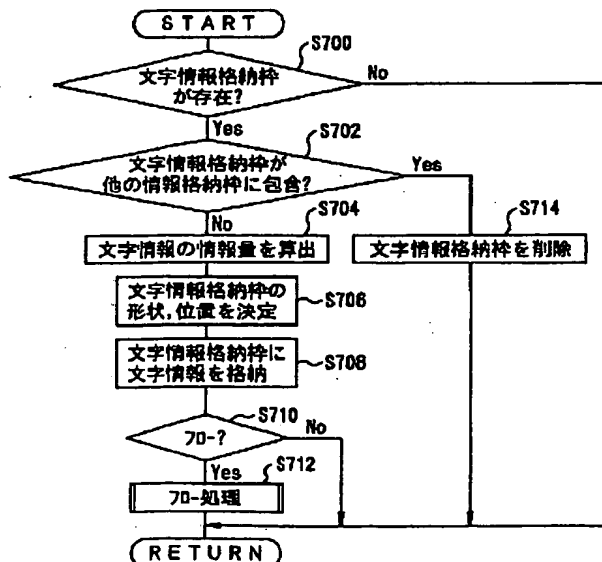 START
S700
文字情報格納枠
が存在?
No
Yes
S702
文字情報格納枠が
他の情報格納枠に包含?
Yes
No
S704
文字情報の情報量を算出
S714
文字情報格納枠を削除
文字情報格納枠の
形状,位置を決定
S706
文字情報格納枠に
文字情報を格納
S708
S710
フロー?
No
Yes
S712
フロー処理
RETURN